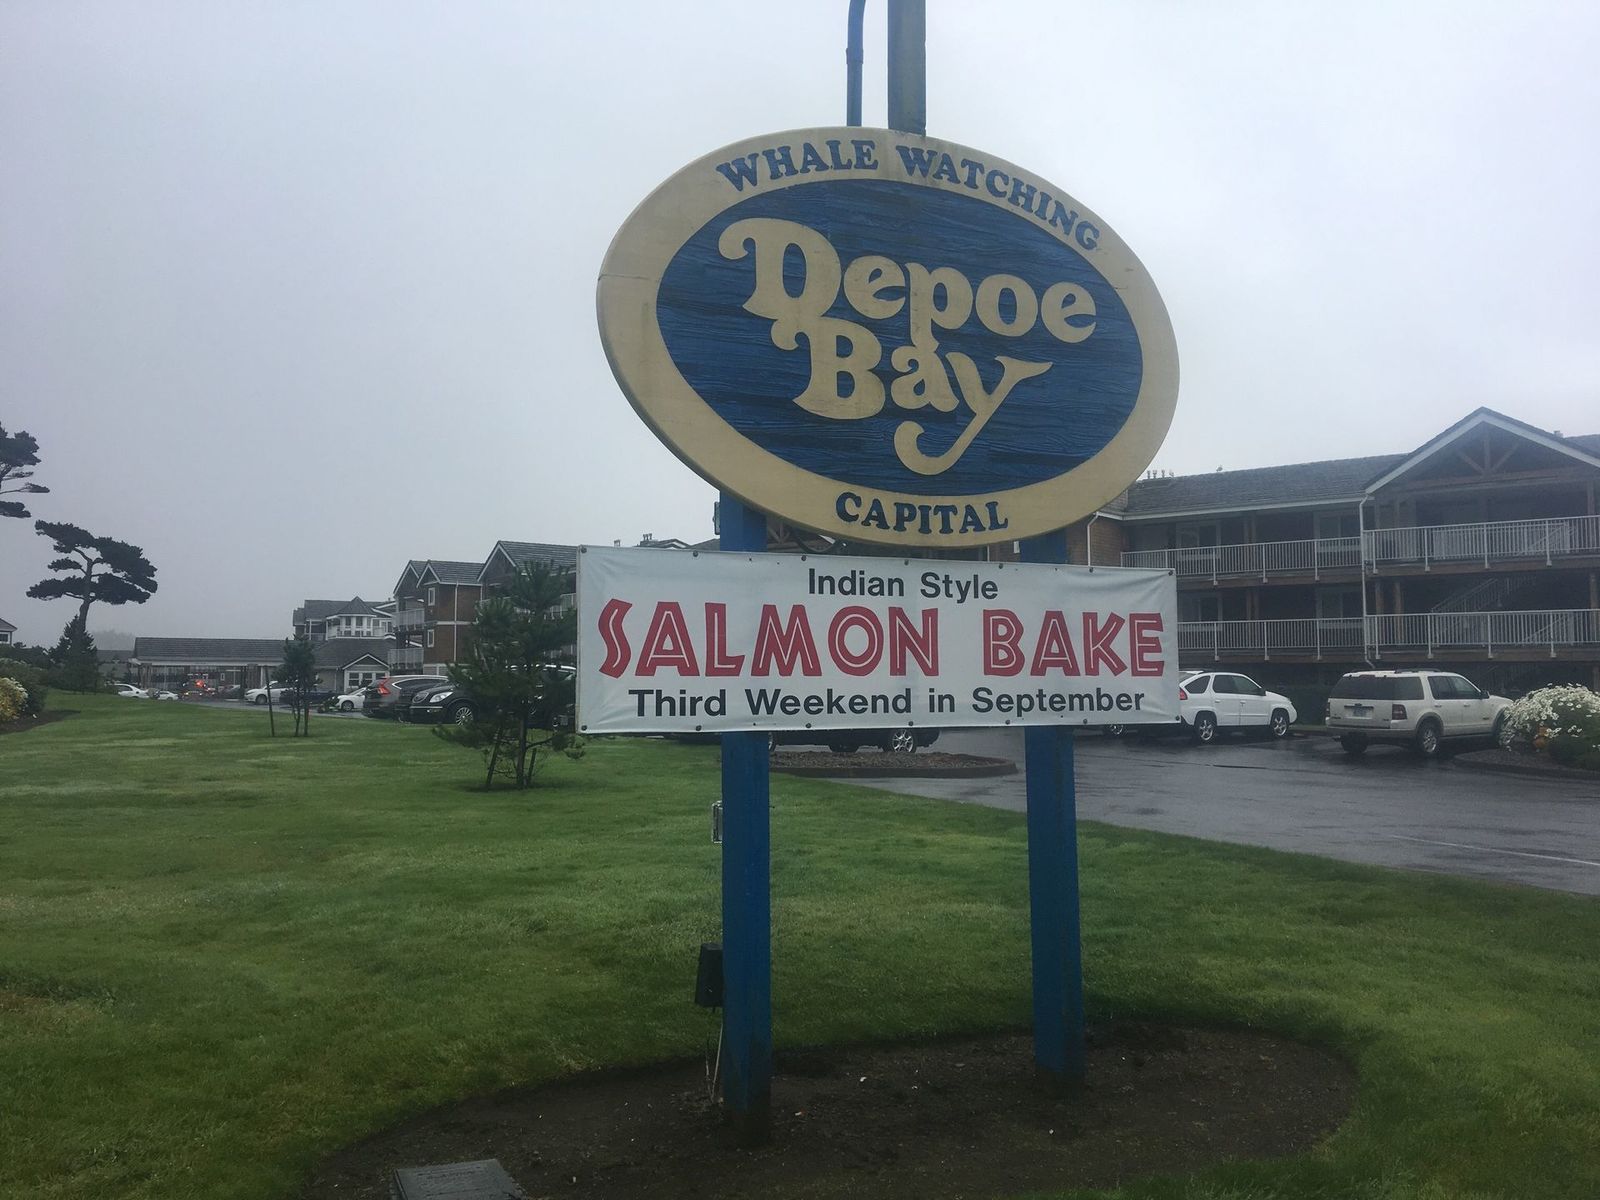 WHALE WATCHING
Depoe
Bay
CAPITAL
Indian Style
SALMON BAKE
Third Weekend in September